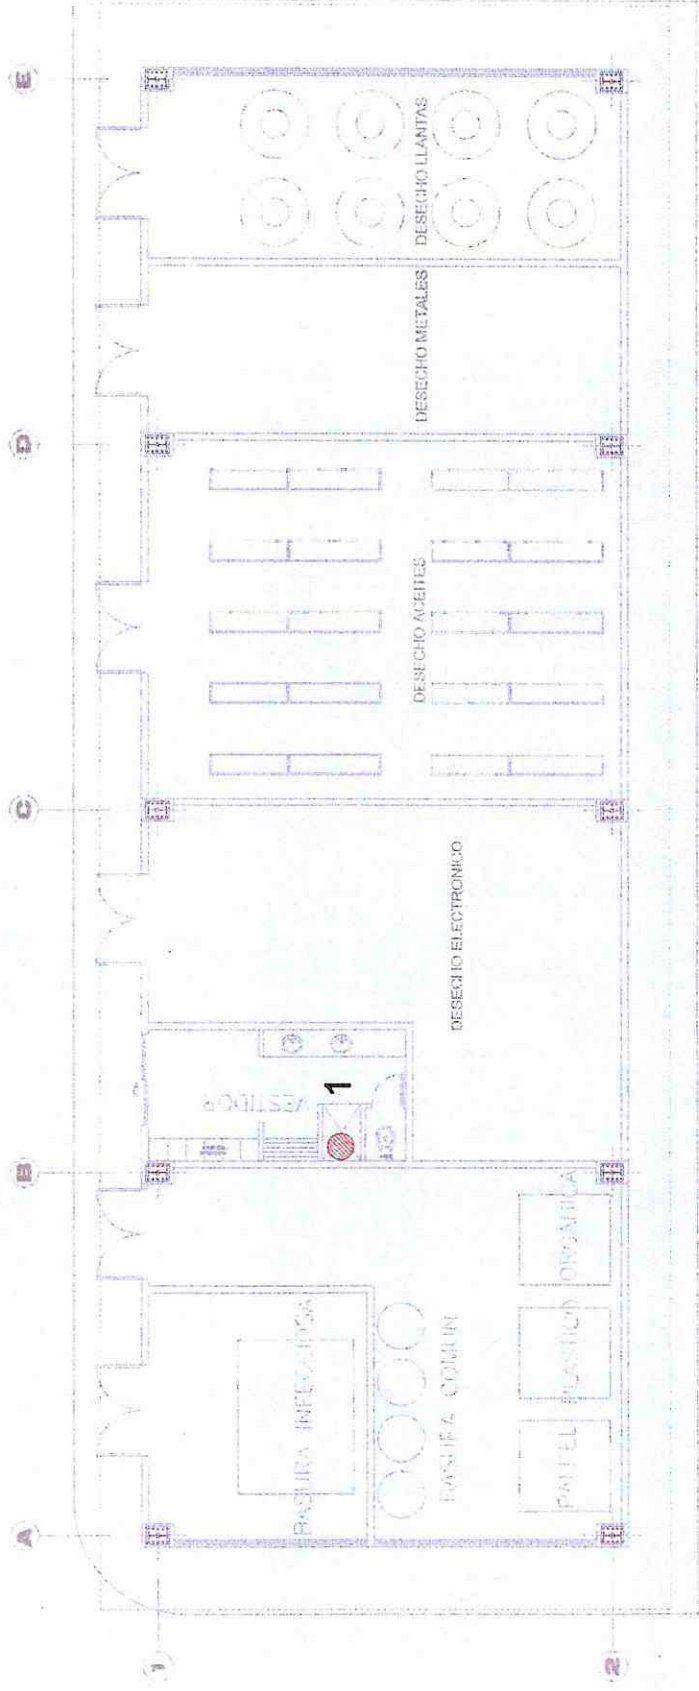 E
D
C
B
A
1
2
DESECHO LLANTAS
DESECHO METALES
DESECHO ACEITES
DESECHO ELECTRONICO
VESTIDOR
1
BASURA INFECCIOSA
BASURA COMUN
ORGANICA
PLASTICO
PAPEL